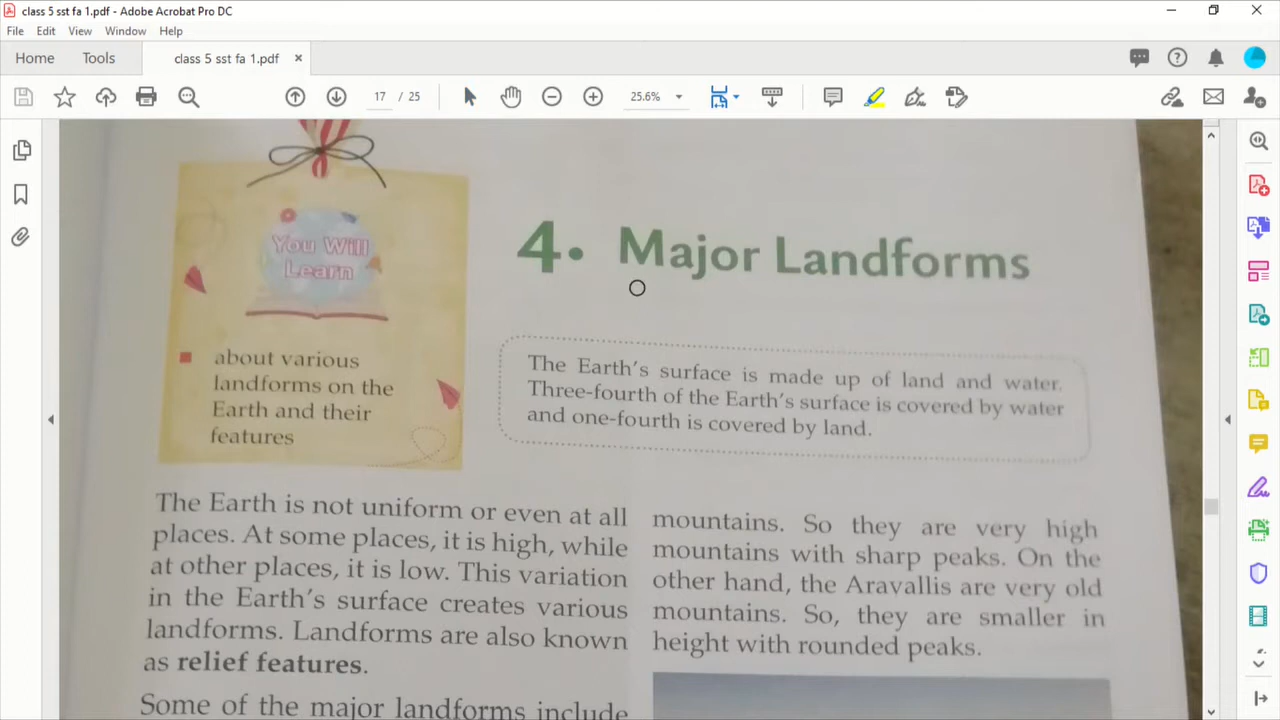 class 5 sst fa 1.pdf - Adobe Acrobat Pro DC
File Edit View Window Help
Home Tools class 5 sst fa 1.pdf ×
17 / 25 25.6%
You Will
Learn
about various
landforms on the
Earth and their
features
4. Major Landforms
The Earth's surface is made up of land and water.
Three-fourth of the Earth's surface is covered by water
and one-fourth is covered by land.
The Earth is not uniform or even at all
places. At some places, it is high, while
at other places, it is low. This variation
in the Earth's surface creates various
landforms. Landforms are also known
as relief features.
Some of the major landforms include
mountains. So they are very high
mountains with sharp peaks. On the
other hand, the Aravallis are very old
mountains. So, they are smaller in
height with rounded peaks.